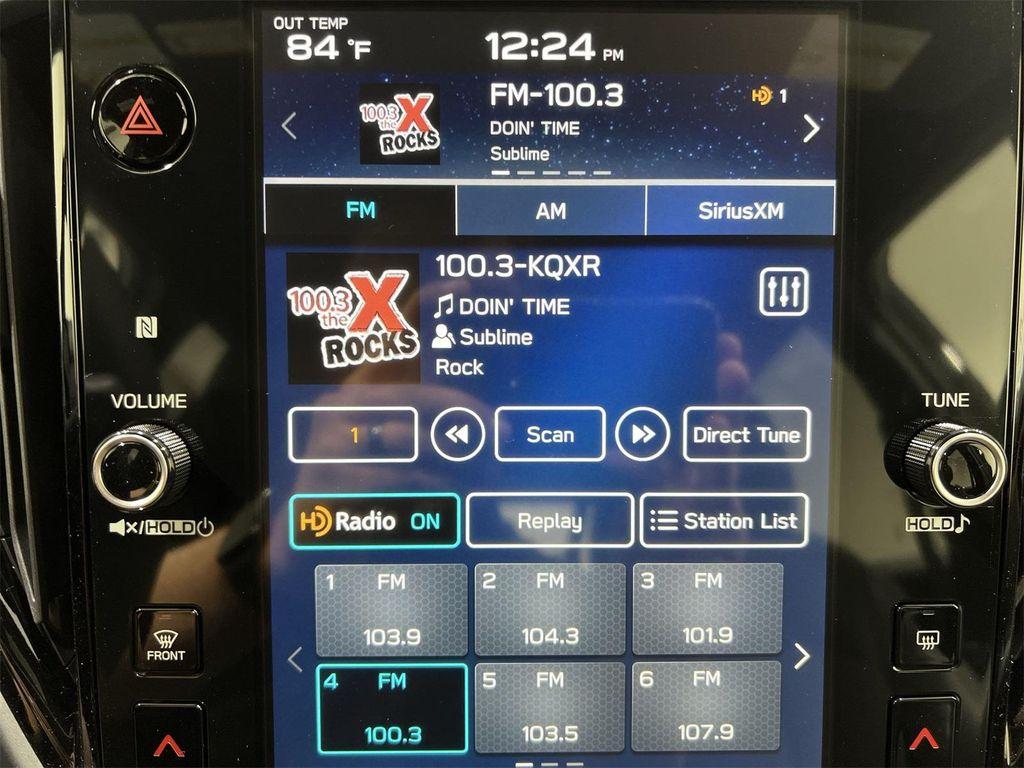 OUT TEMP
84 °F
12:24 PM
100.3 the X ROCKS
FM-100.3
HD 1
DOIN' TIME
Sublime
FM
AM
SiriusXM
100.3
the X
ROCKS
100.3-KQXR
DOIN' TIME
Sublime
Rock
VOLUME
TUNE
1
Scan
Direct Tune
/HOLD
HOLD
HD Radio ON
Replay
Station List
1 FM
103.9
2 FM
104.3
3 FM
101.9
FRONT
4 FM
100.3
5 FM
103.5
6 FM
107.9